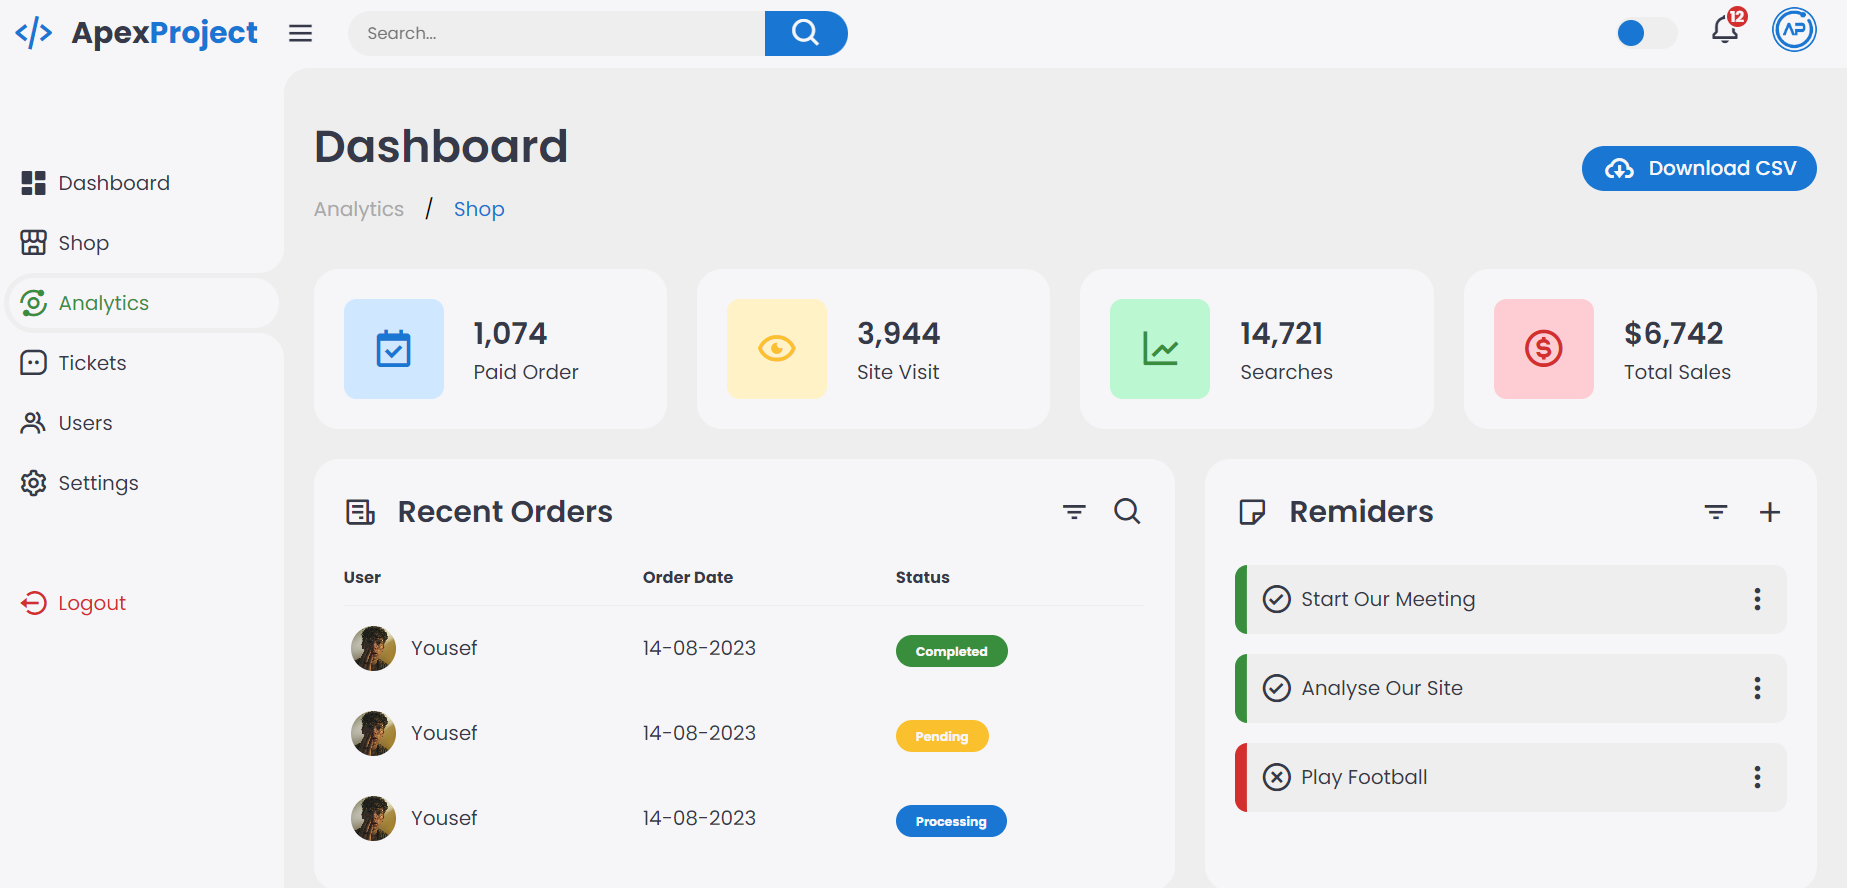 </> ApexProject
Search...
12
AP
Dashboard
Shop
Analytics
Tickets
Users
Settings
Logout
Dashboard
Analytics / Shop
Download CSV
1,074
Paid Order
3,944
Site Visit
14,721
Searches
$6,742
Total Sales
Recent Orders
User Order Date Status
Yousef 14-08-2023 Completed
Yousef 14-08-2023 Pending
Yousef 14-08-2023 Processing
Remiders
Start Our Meeting
Analyse Our Site
Play Football